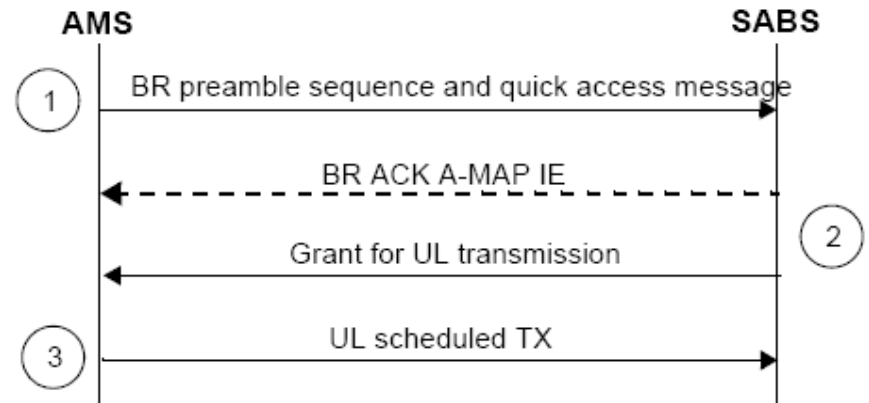 AMS SABS
1 BR preamble sequence and quick access message
BR ACK A-MAP IE
2
Grant for UL transmission
UL scheduled TX
3